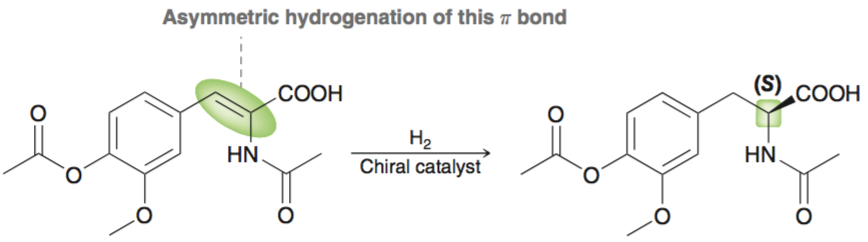 Asymmetric hydrogenation of this π bond
COOH
O
HN
O
O
O
H₂
Chiral catalyst
(S)
COOH
O
HN
O
O
O